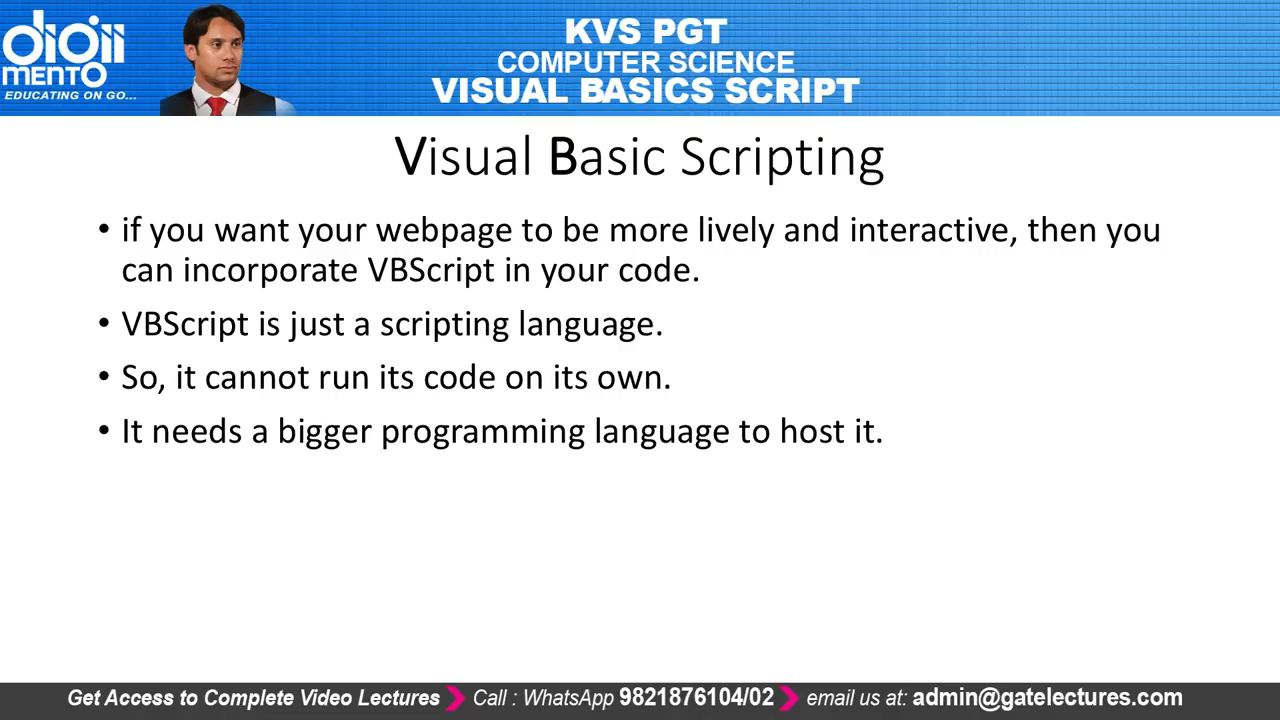 digii
MENTO
EDUCATING ON GO...
KVS PGT
COMPUTER SCIENCE
VISUAL BASICS SCRIPT
Visual Basic Scripting
• if you want your webpage to be more lively and interactive, then you
can incorporate VBScript in your code.
• VBScript is just a scripting language.
• So, it cannot run its code on its own.
• It needs a bigger programming language to host it.
Get Access to Complete Video Lectures Call : WhatsApp 9821876104/02 email us at: admin@gatelectures.com